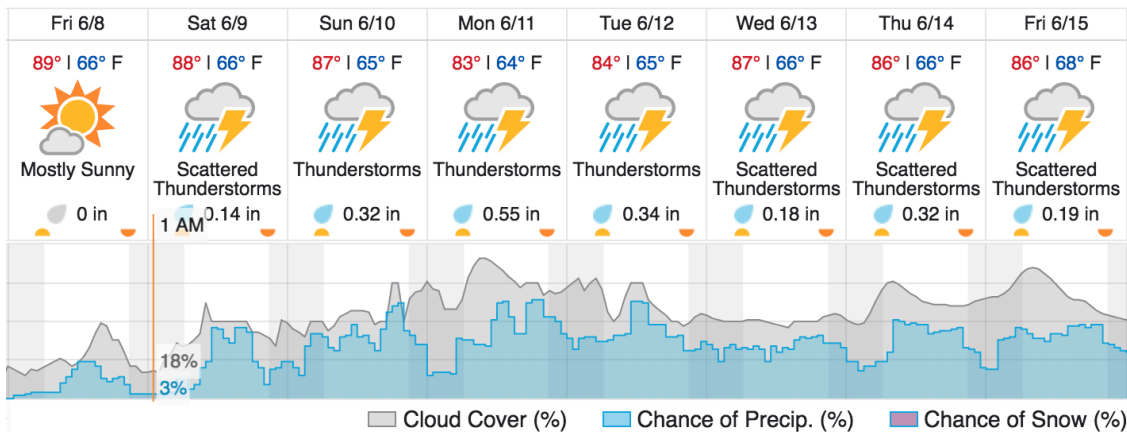 Fri 6/8 Sat 6/9 Sun 6/10 Mon 6/11 Tue 6/12 Wed 6/13 Thu 6/14 Fri 6/15
89° | 66° F 88° | 66° F 87° | 65° F 83° | 64° F 84° | 65° F 87° | 66° F 86° | 66° F 86° | 68° F
Mostly Sunny Scattered Thunderstorms Thunderstorms Thunderstorms Thunderstorms Scattered Thunderstorms Scattered Thunderstorms Scattered Thunderstorms
0 in 0.14 in 0.32 in 0.55 in 0.34 in 0.18 in 0.32 in 0.19 in
1 AM
18%
3%
Cloud Cover (%) Chance of Precip. (%) Chance of Snow (%)